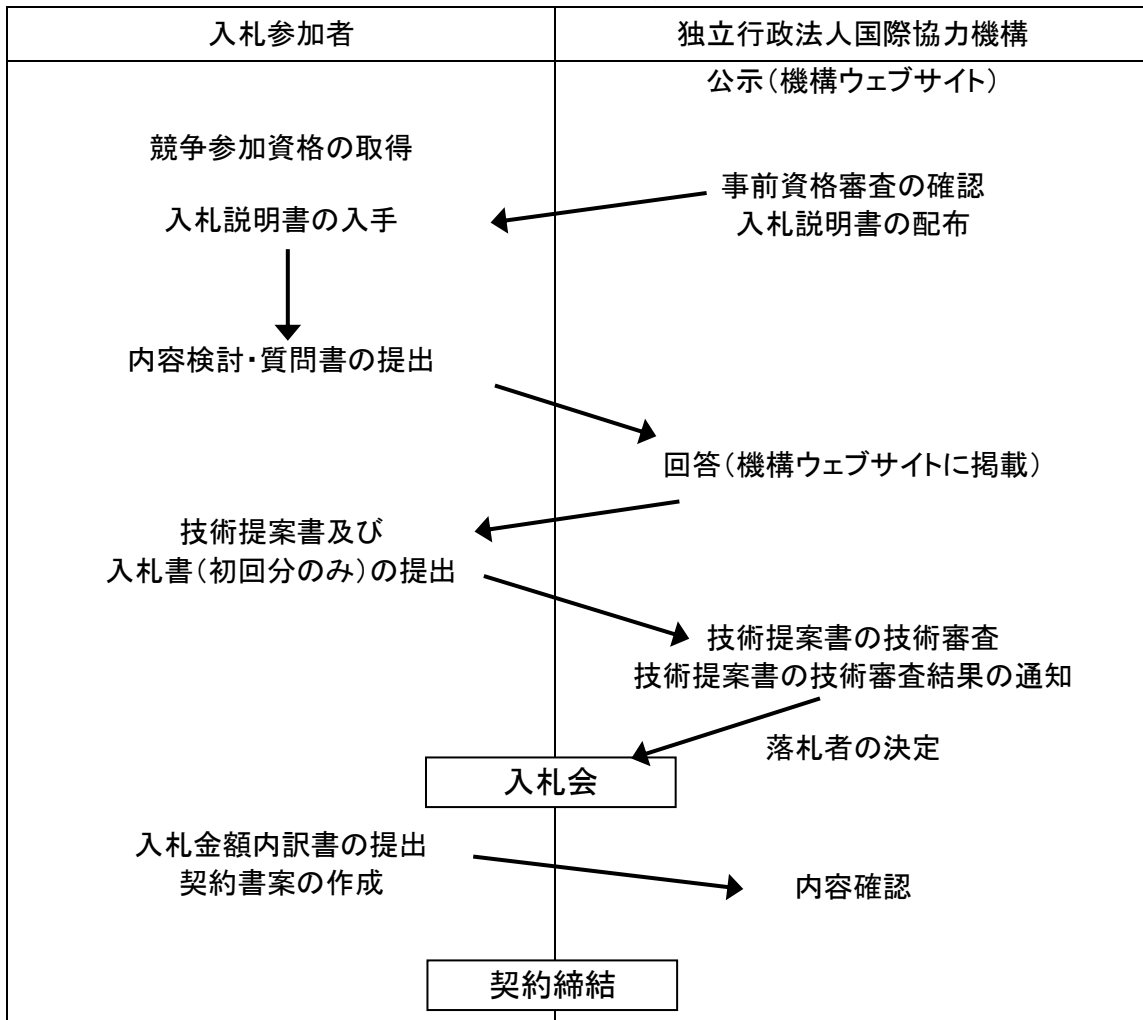 入札参加者
独立行政法人国際協力機構
公示(機構ウェブサイト)
競争参加資格の取得
事前資格審査の確認
入札説明書の入手
入札説明書の配布
内容検討・質問書の提出
回答(機構ウェブサイトに掲載)
技術提案書及び
入札書(初回分のみ)の提出
技術提案書の技術審査
技術提案書の技術審査結果の通知
落札者の決定
入札会
入札金額内訳書の提出
契約書案の作成
内容確認
契約締結